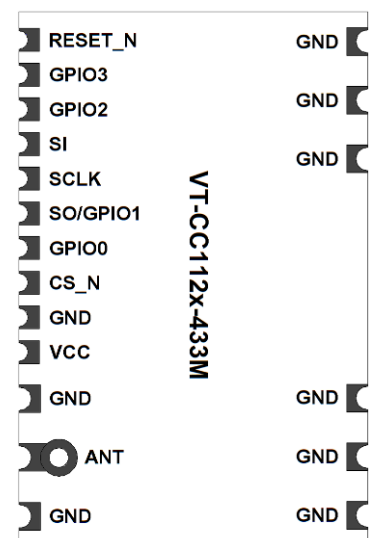 RESET_N
GPIO3
GPIO2
SI
SCLK
SO/GPIO1
GPIO0
CS_N
GND
VCC
GND
ANT
GND
VT-CC112x-433M
GND
GND
GND
GND
GND
GND